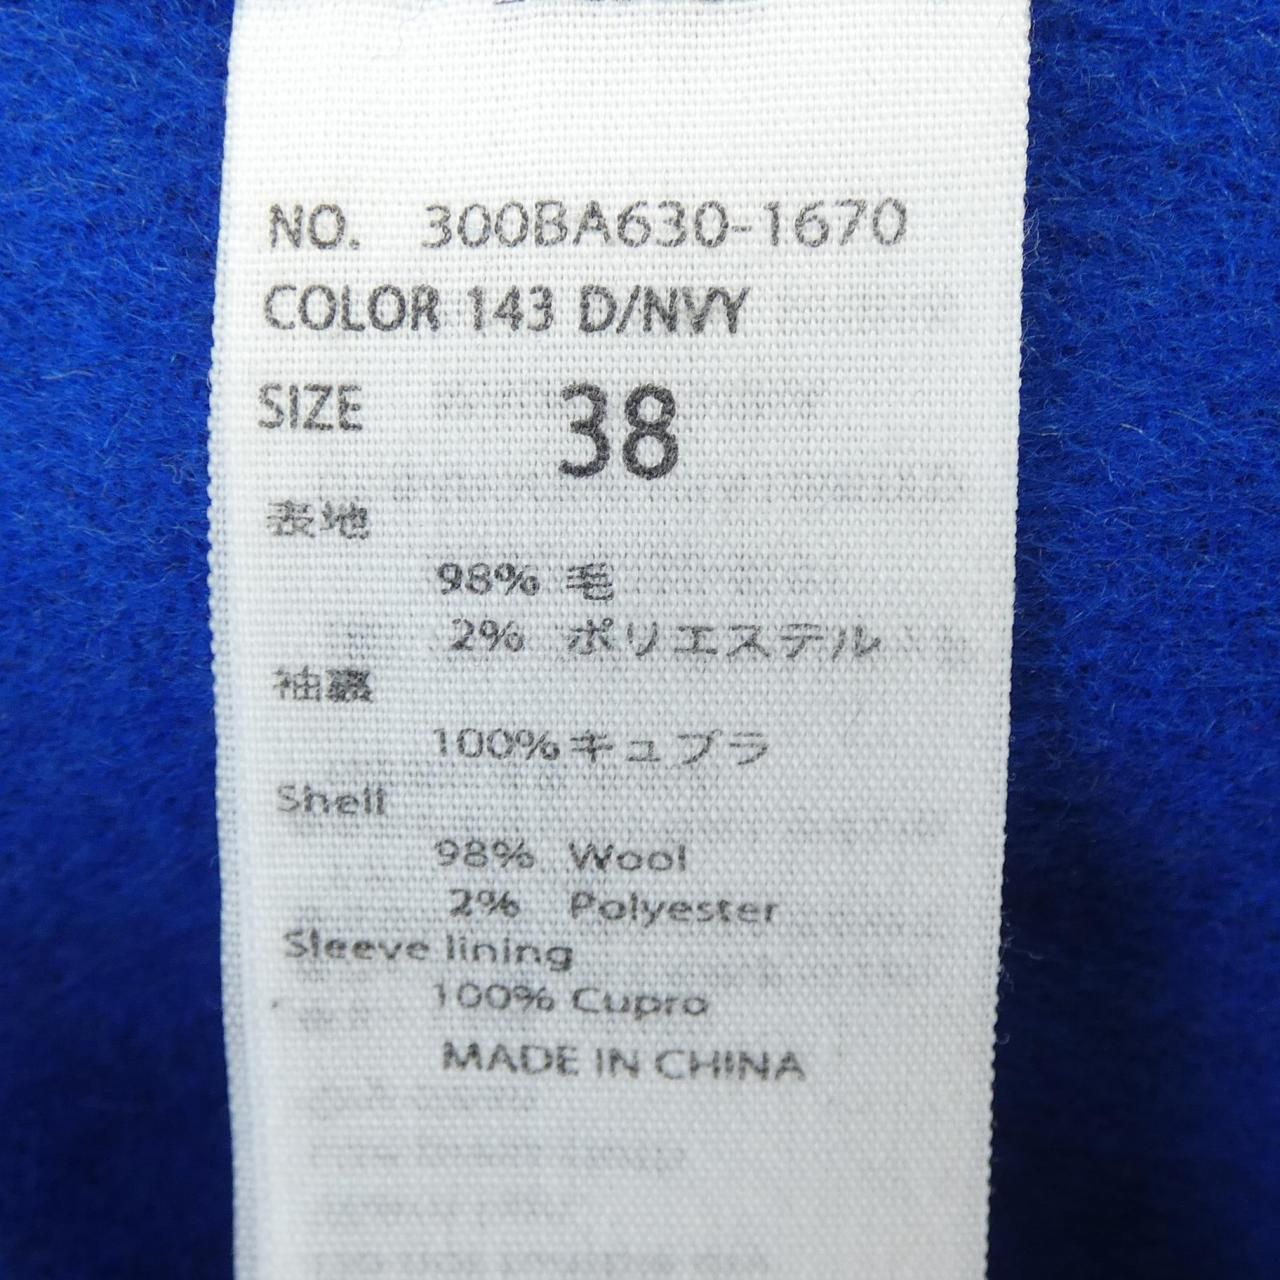 NO. 300BA630-1670
COLOR 143 D/NVY
SIZE 38
表地
98% 毛
2% ポリエステル
袖裏
100% キュプラ
Shell
98% Wool
2% Polyester
Sleeve lining
100% Cupro
MADE IN CHINA